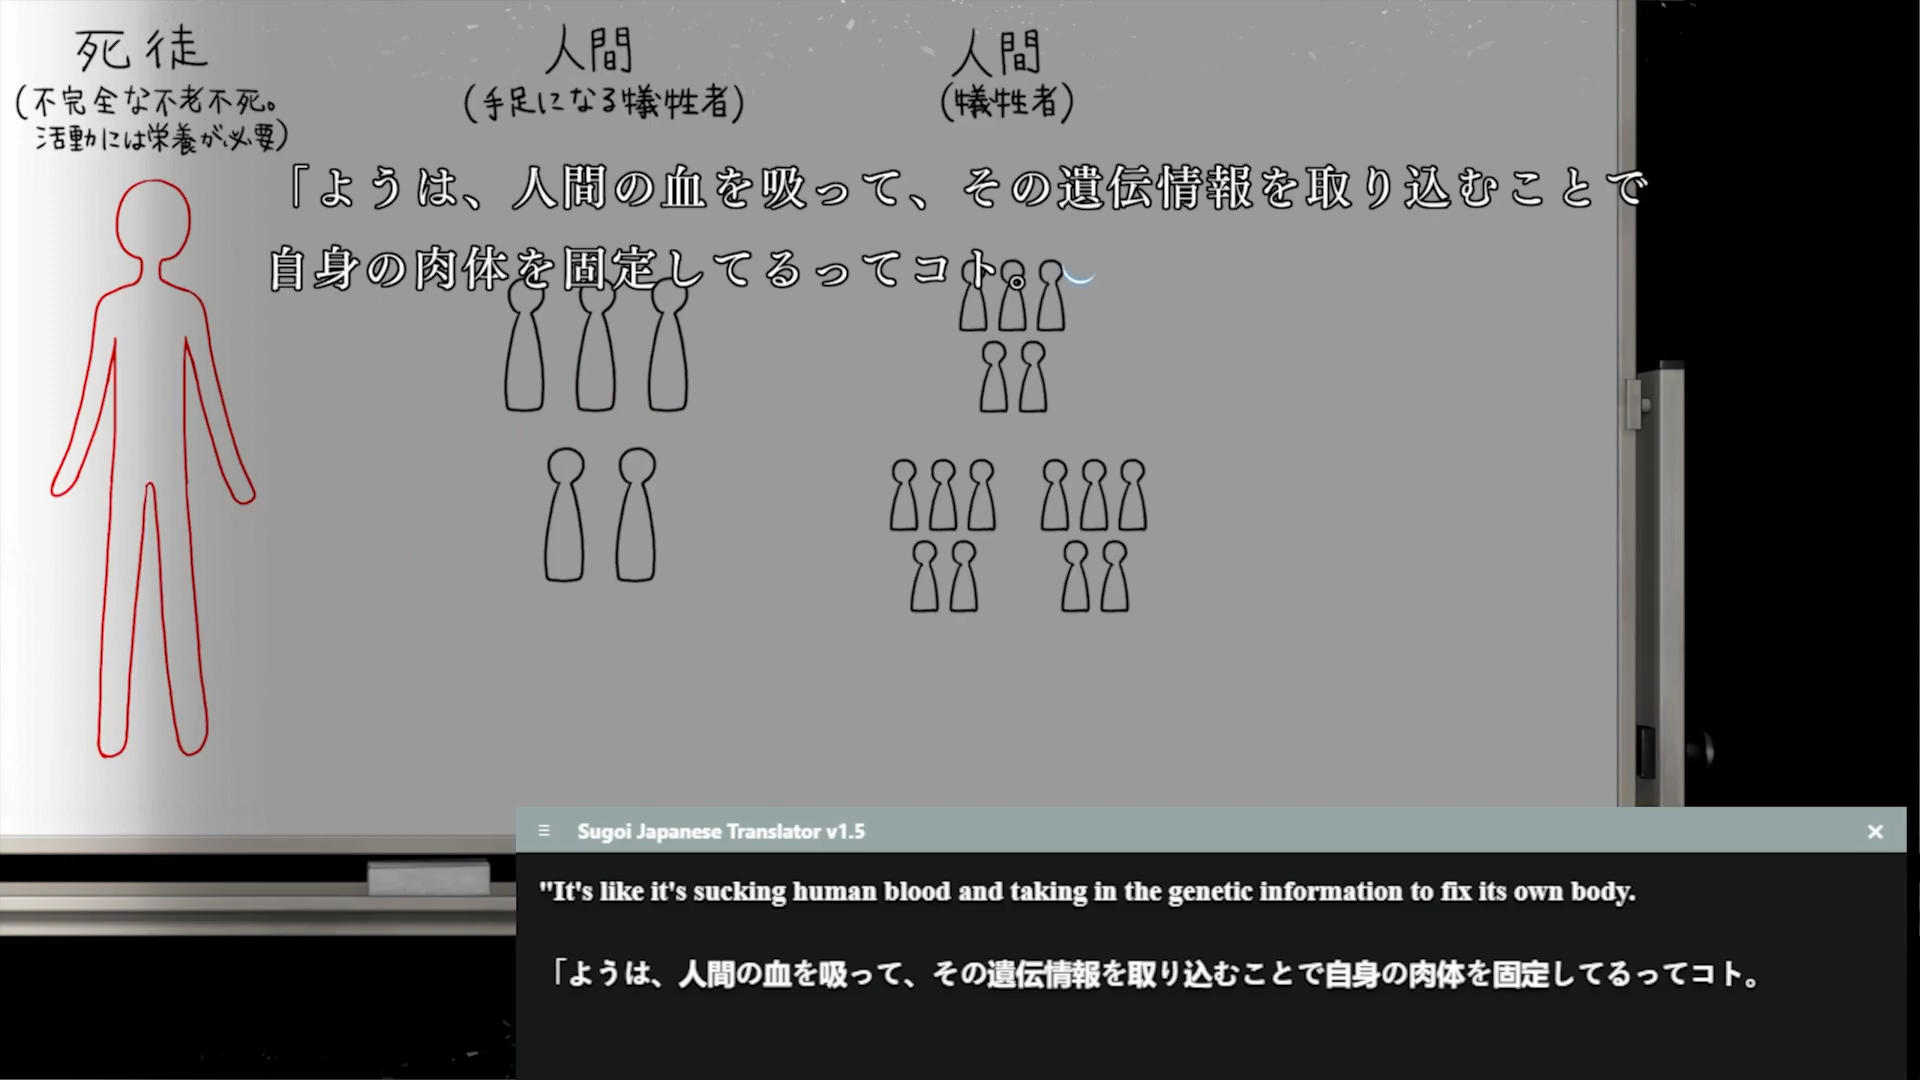 死徒
(不完全な不老不死。
活動には栄養が必要)
人間
(手足になる犠牲者)
人間
(犠牲者)
「ようは、人間の血を吸って、その遺伝情報を取り込むことで
自身の肉体を固定してるってコト。
≡ Sugoi Japanese Translator v1.5 ×
"It's like it's sucking human blood and taking in the genetic information to fix its own body.
「ようは、人間の血を吸って、その遺伝情報を取り込むことで自身の肉体を固定してるってコト。